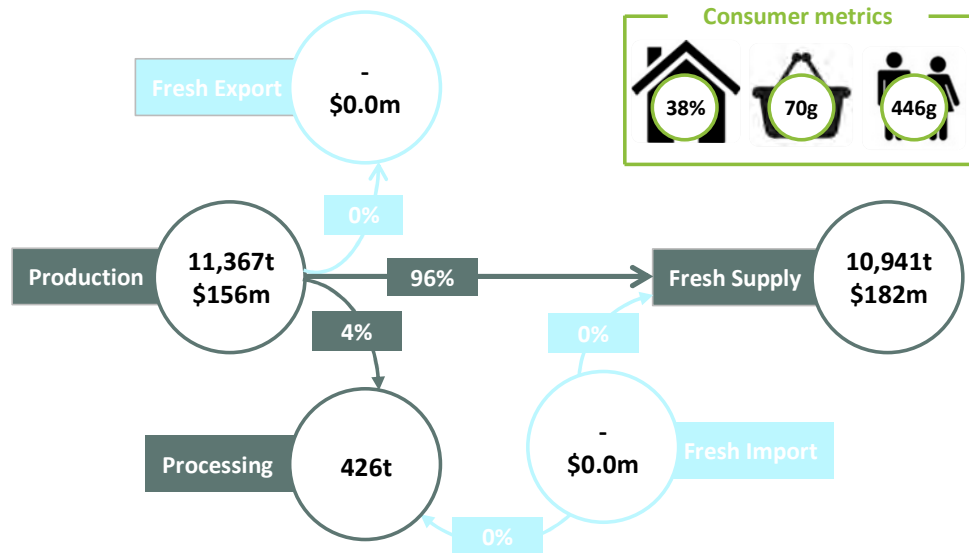 Consumer metrics
38%
70g
446g
Fresh Export
-
$0.0m
0%
Production
11,367t
$156m
96%
Fresh Supply
10,941t
$182m
4%
0%
Processing
426t
-
$0.0m
Fresh Import
0%